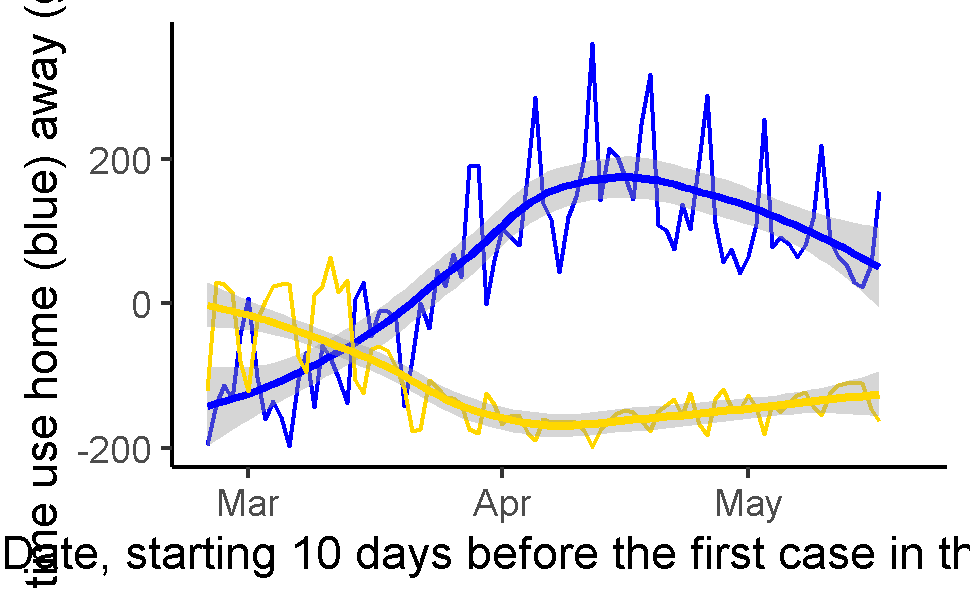 time use home (blue) away (
200
0
-200
Mar Apr May
Date, starting 10 days before the first case in th